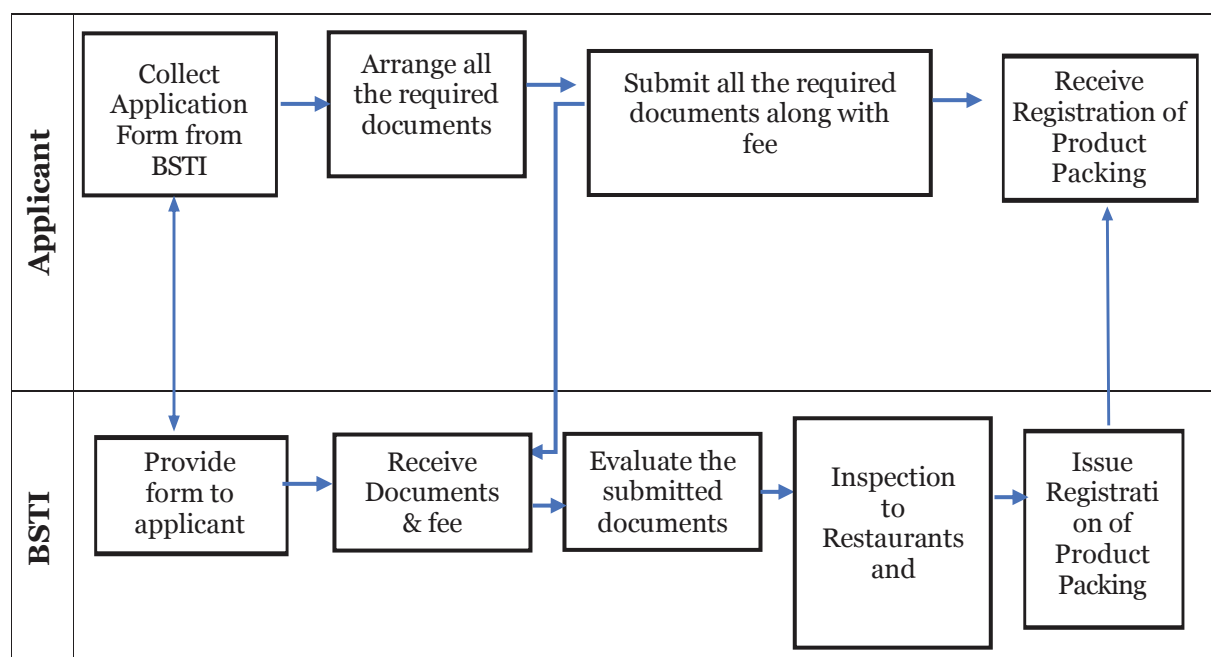 Applicant
Collect
Application
Form from
BSTI
Arrange all
the required
documents
Submit all the required
documents along with
fee
Receive
Registration of
Product
Packing
BSTI
Provide
form to
applicant
Receive
Documents
& fee
Evaluate the
submitted
documents
Inspection
to
Restaurants
and
Issue
Registrati
on of
Product
Packing